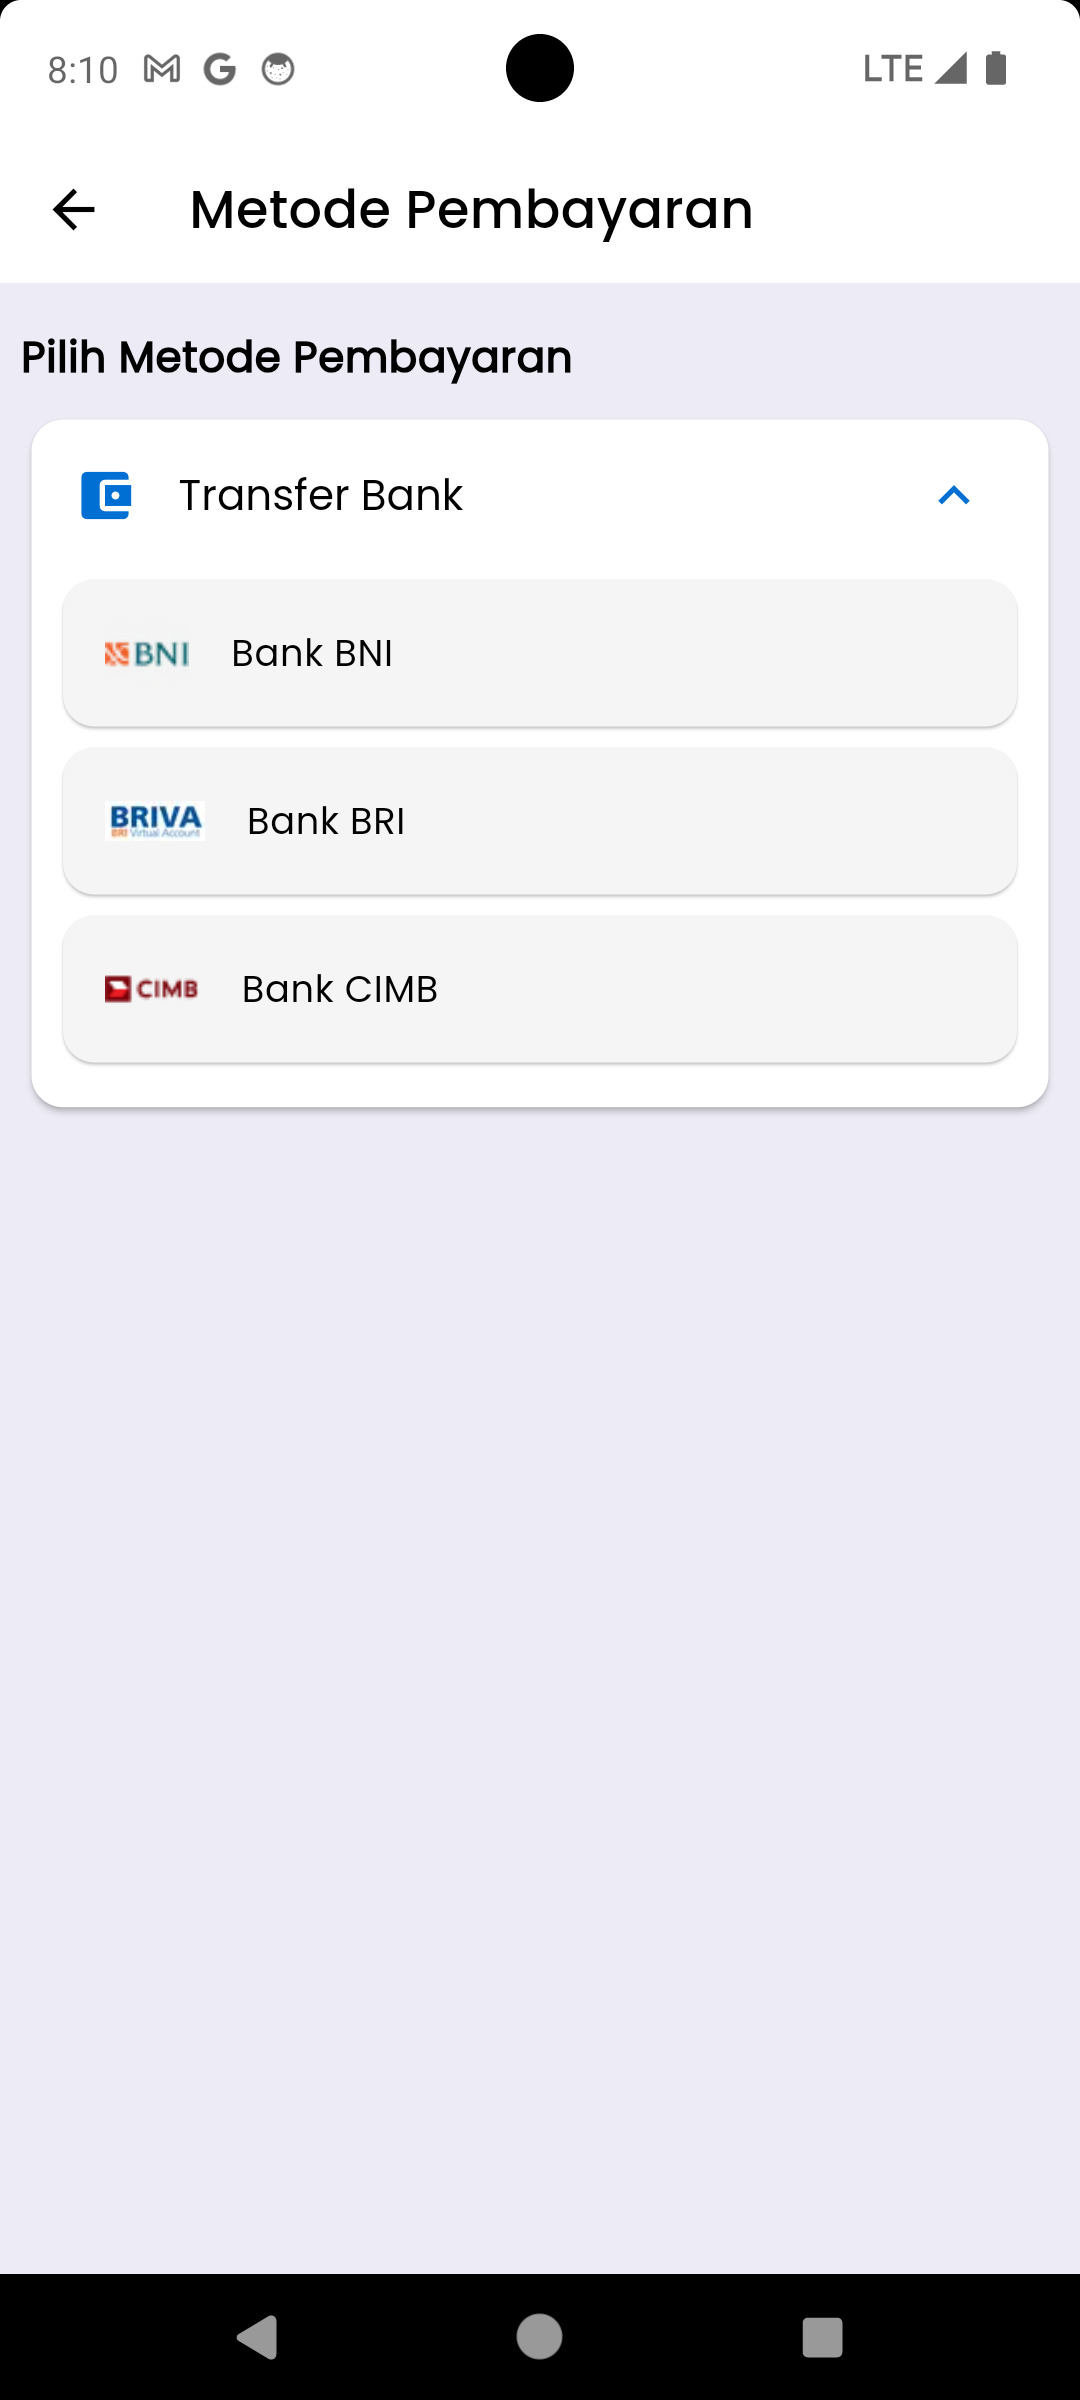 8:10
LTE
Metode Pembayaran
Pilih Metode Pembayaran
Transfer Bank
BNI Bank BNI
BRIVA
BRI Virtual Account
Bank BRI
CIMB Bank CIMB